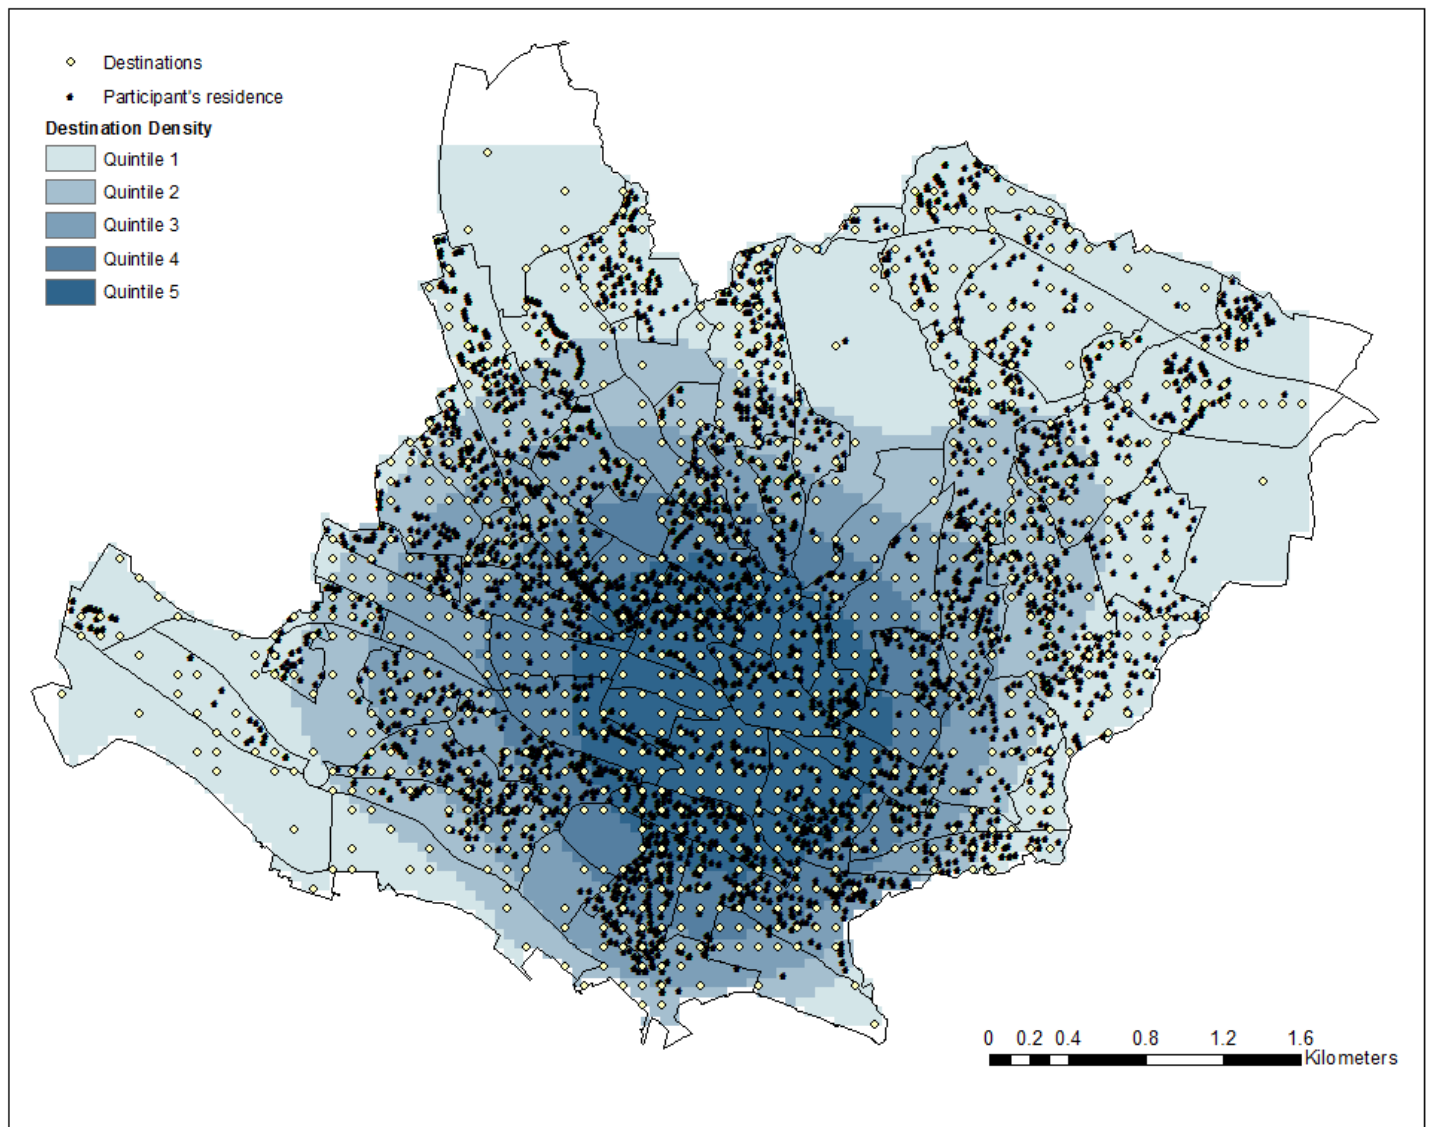 Destinations
Participant's residence
Destination Density
Quintile 1
Quintile 2
Quintile 3
Quintile 4
Quintile 5
0 0.2 0.4 0.8 1.2 1.6
Kilometers